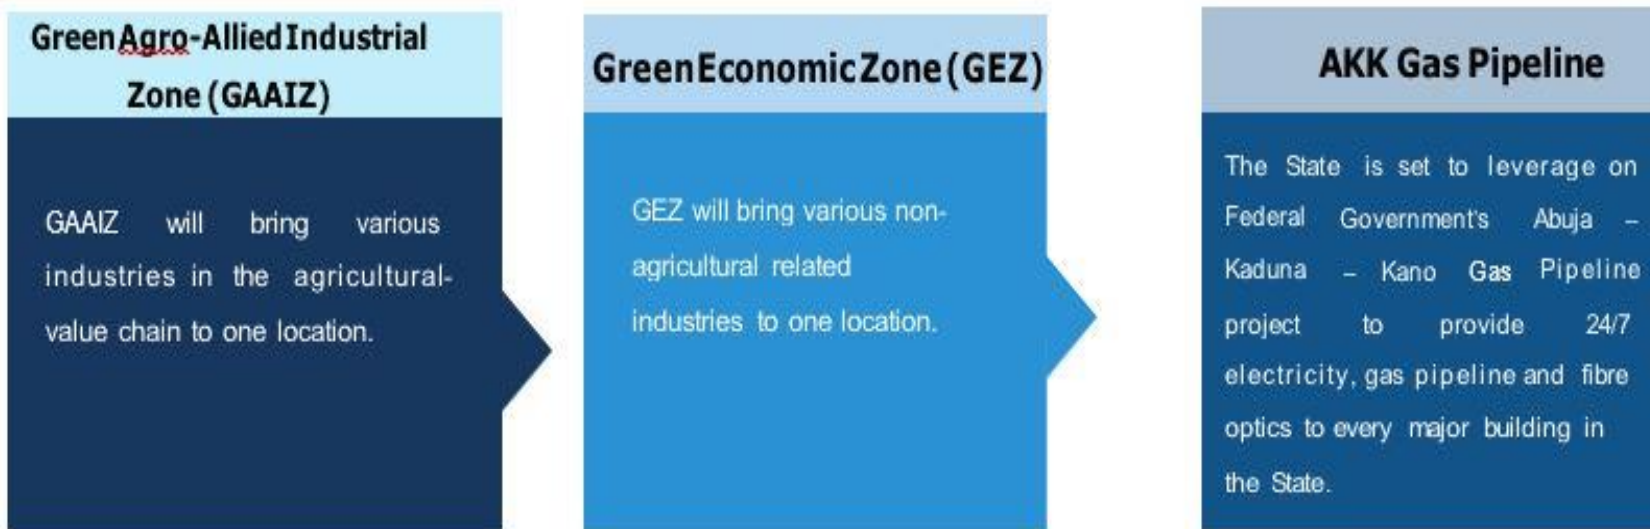 Green Agro-Allied Industrial
Zone (GAAIZ)
GAAIZ will bring various
industries in the agricultural-
value chain to one location.
Green Economic Zone (GEZ)
GEZ will bring various non-
agricultural related
industries to one location.
AKK Gas Pipeline
The State is set to leverage on
Federal Government's Abuja –
Kaduna – Kano Gas Pipeline
project to provide 24/7
electricity, gas pipeline and fibre
optics to every major building in
the State.